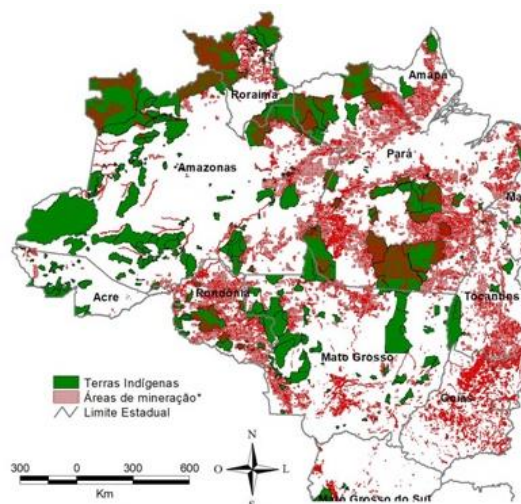 Roraima
Amapá
Amazonas
Pará
Ma
Acre
Rondônia
Tocantins
Mato Grosso
Goiás
Terras Indígenas
Áreas de mineração*
Limite Estadual
N
O
L
S
300 0 300 600
Km
Mato Grosso do Sul